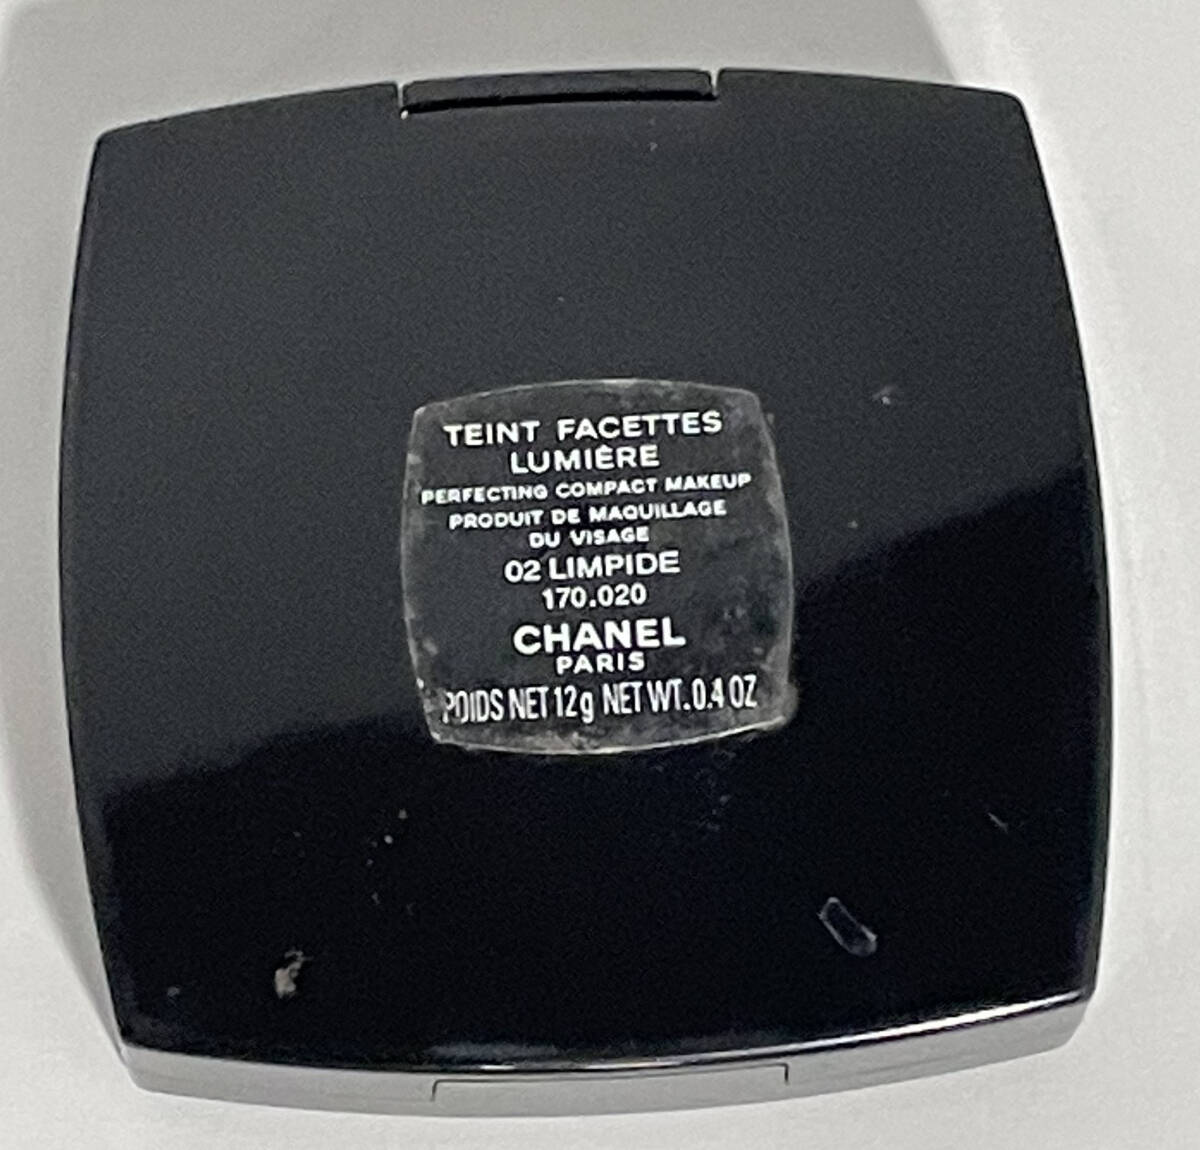 TEINT FACETTES
LUMIÈRE
PERFECTING COMPACT MAKEUP
PRODUIT DE MAQUILLAGE
DU VISAGE
02 LIMPIDE
170.020
CHANEL
PARIS
POIDS NET 12g NET WT. 0.4 OZ